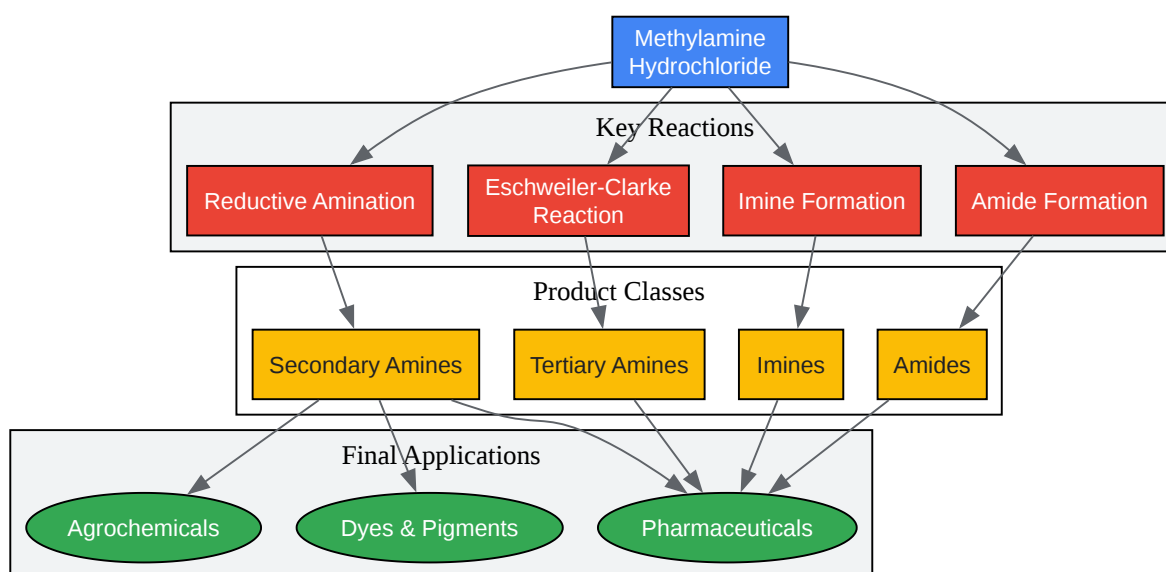 Methylamine
Hydrochloride
Key Reactions
Reductive Amination
Eschweiler-Clarke
Reaction
Imine Formation
Amide Formation
Product Classes
Secondary Amines
Tertiary Amines
Imines
Amides
Final Applications
Agrochemicals
Dyes & Pigments
Pharmaceuticals